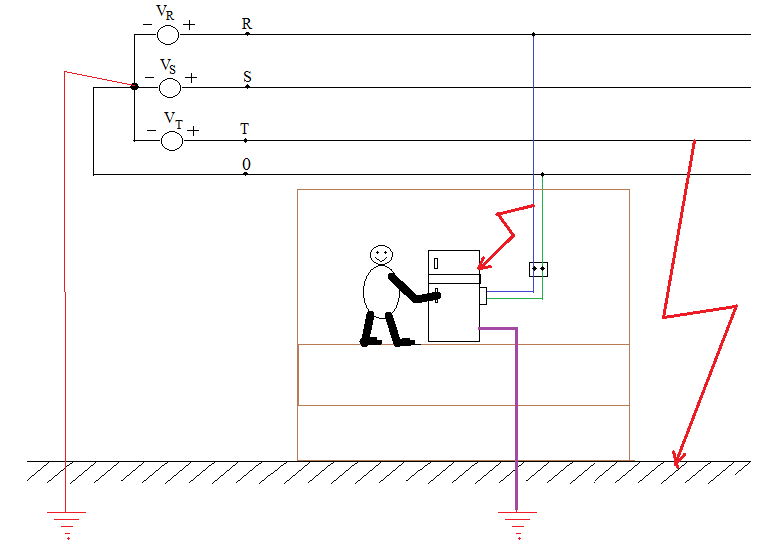 - V_R + R
- V_S + S
- V_T + T
0